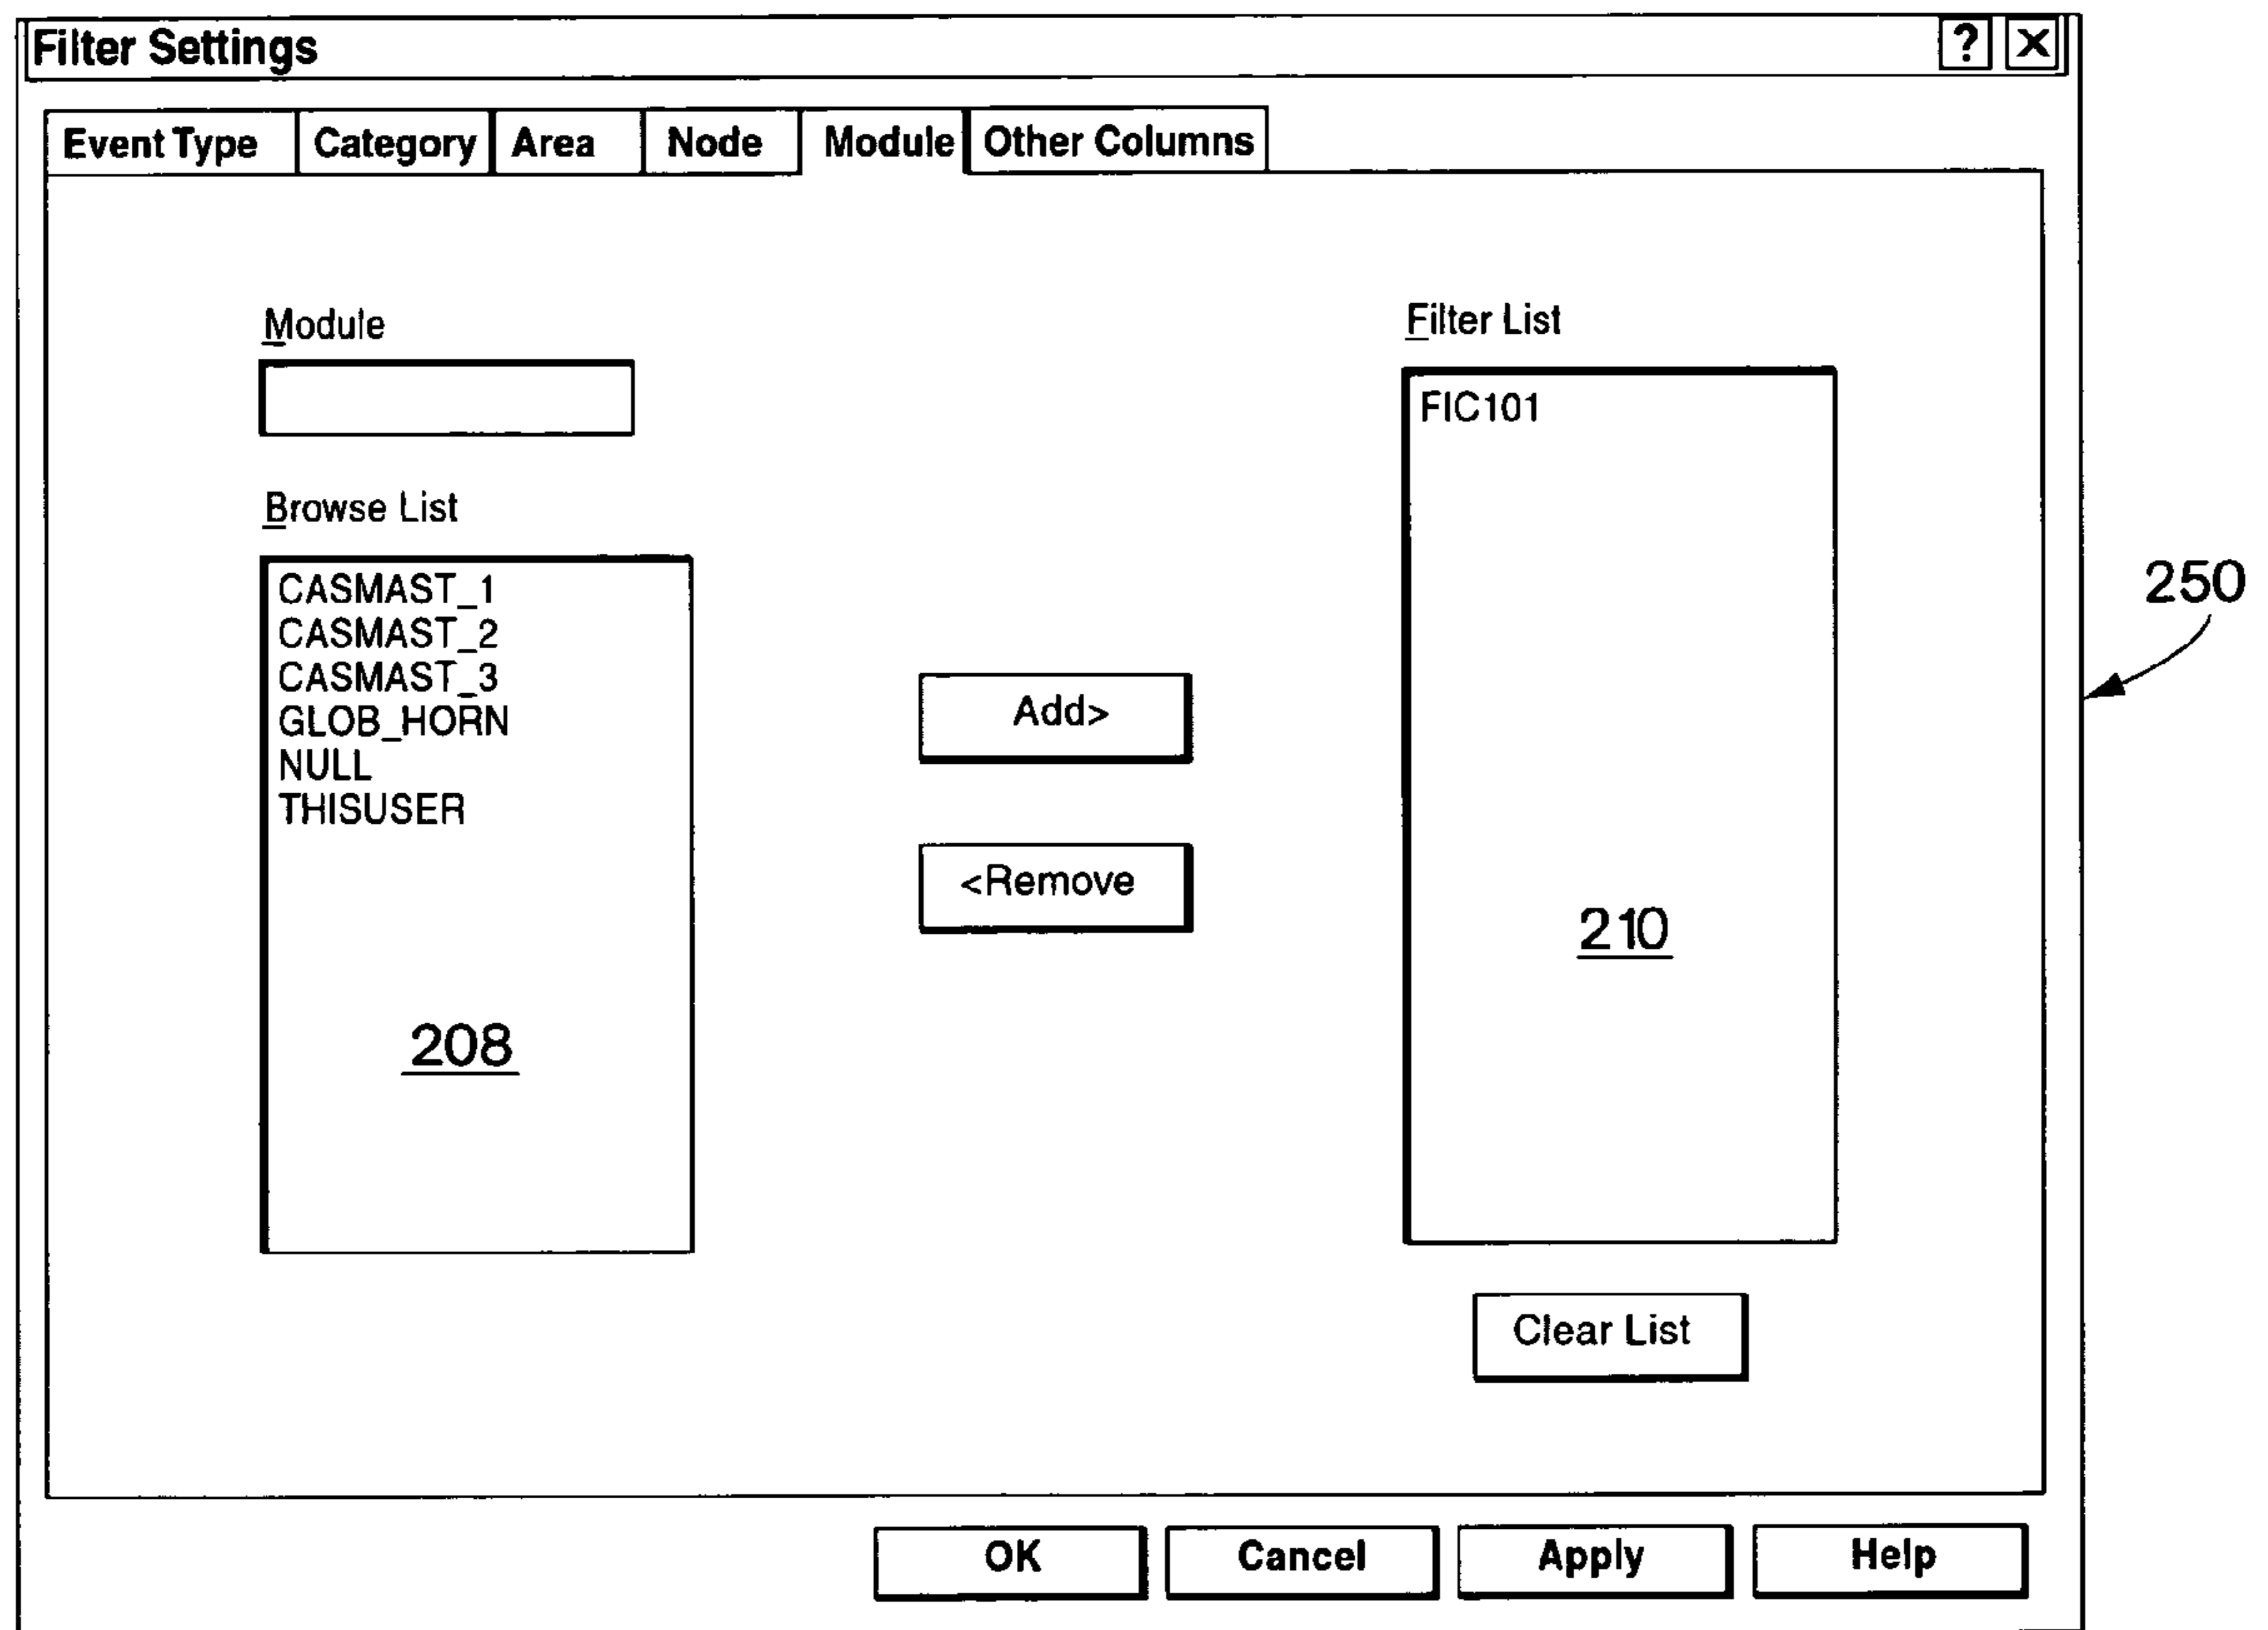 Filter Settings ? X
Event Type Category Area Node Module Other Columns
Module
Browse List
CASMAST_1
CASMAST_2
CASMAST_3
GLOB_HORN
NULL
THISUSER
208
Add>
<Remove
Filter List
FIC101
210
Clear List
250
OK Cancel Apply Help